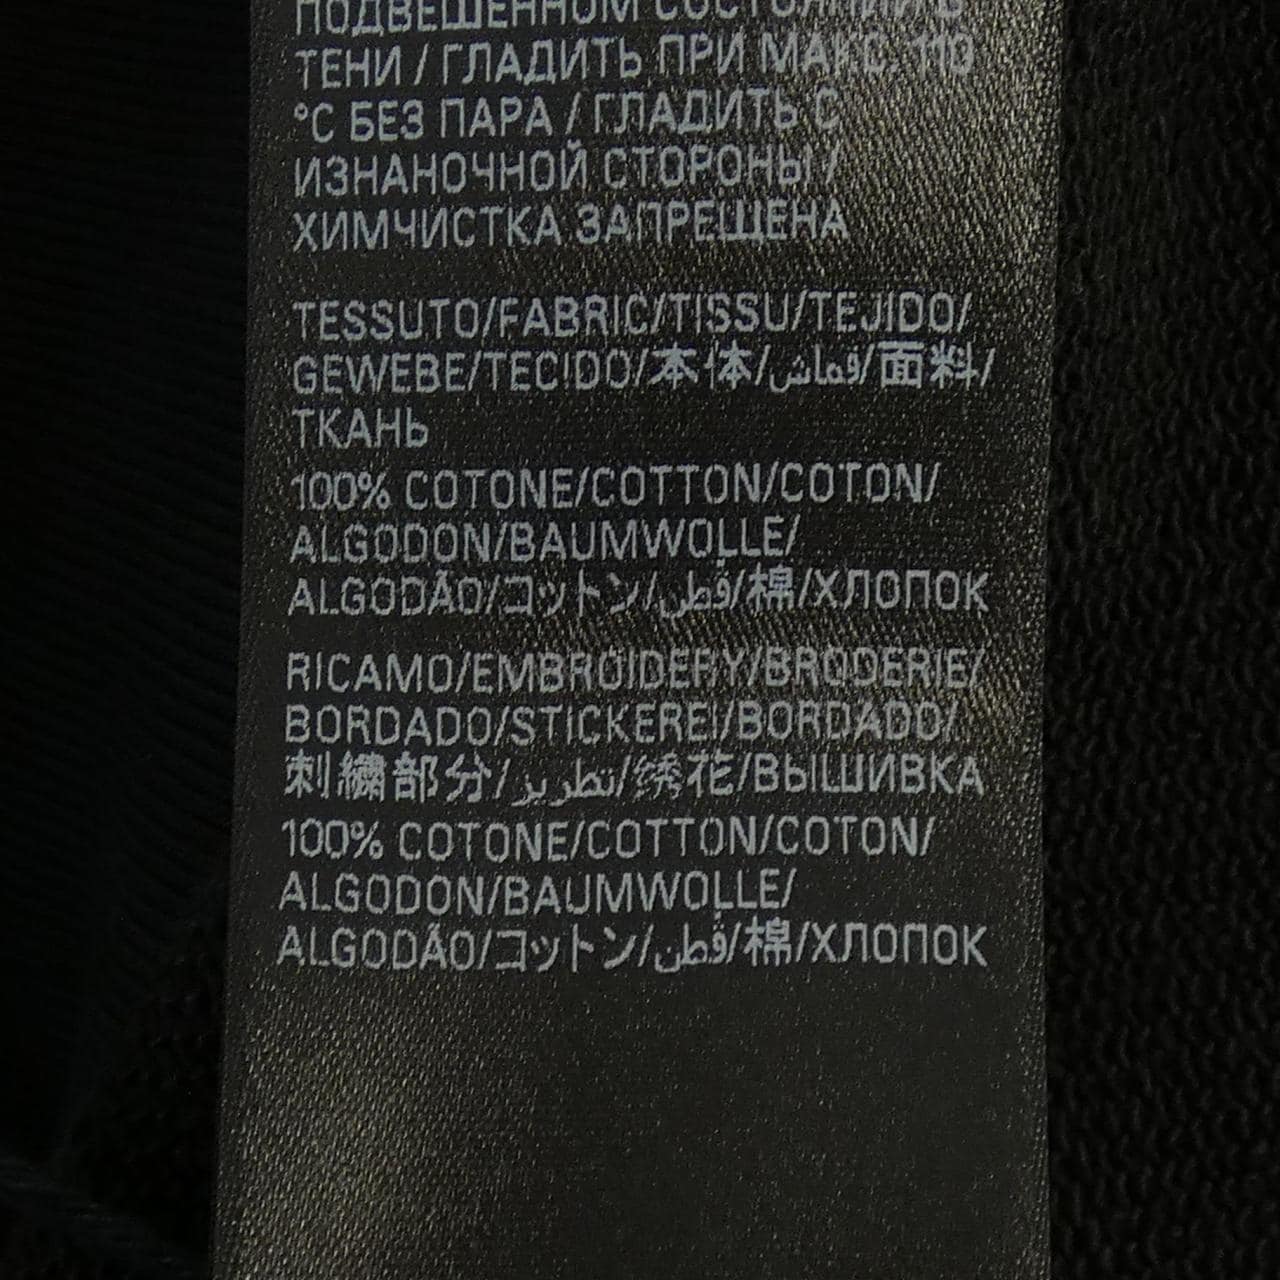 ПОДВЕШЕННОМ СОСТОЯНИИ В
ТЕНИ / ГЛАДИТЬ ПРИ МАКС. 110
°C БЕЗ ПАРА / ГЛАДИТЬ С
ИЗНАНОЧНОЙ СТОРОНЫ /
ХИМЧИСТКА ЗАПРЕЩЕНА
TESSUTO/FABRIC/TISSU/TEJIDO/
GEWEBE/TECIDO/本体/قماش/面料/
ТКАНЬ
100% COTONE/COTTON/COTON/
ALGODON/BAUMWOLLE/
ALGODÃO/コットン/قطن/棉/ХЛОПОК
RICAMO/EMBROIDERY/BRODERIE/
BORDADO/STICKEREI/BORDADO/
刺繍部分/تطريز/绣花/ВЫШИВКА
100% COTONE/COTTON/COTON/
ALGODON/BAUMWOLLE/
ALGODÃO/コットン/قطن/棉/ХЛОПОК